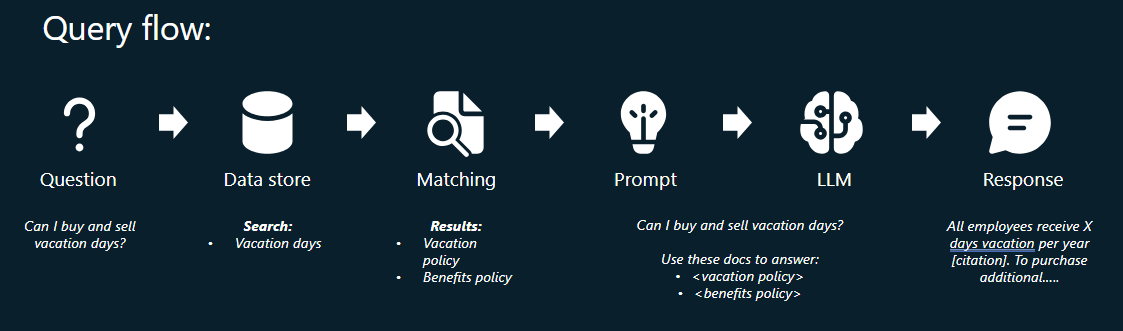 Query flow:
Question
Data store
Matching
Prompt
LLM
Response
Can I buy and sell
vacation days?
Search:
• Vacation days
Results:
• Vacation
policy
• Benefits policy
Can I buy and sell vacation days?
Use these docs to answer:
• <vacation policy>
• <benefits policy>
All employees receive X
days vacation per year
[citation]. To purchase
additional…..